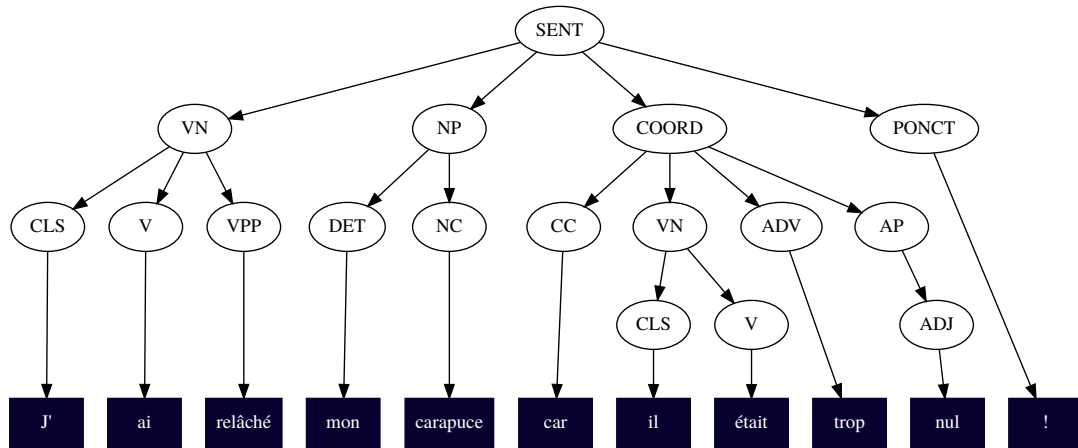 SENT
VN NP COORD PONCT
CLS V VPP DET NC CC VN ADV AP
CLS V ADJ
J' ai relâché mon carapuce car il était trop nul !